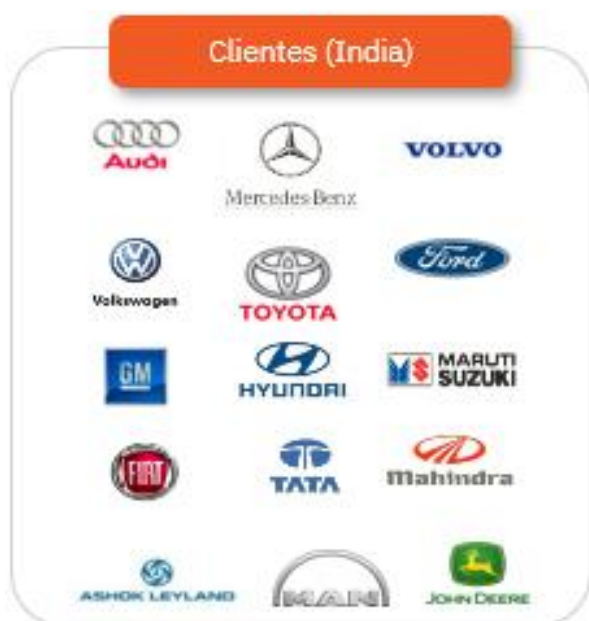 Clientes (India)
Audi
Mercedes-Benz
VOLVO
Volkswagen
TOYOTA
Ford
GM
HYUNDAI
MARUTI
SUZUKI
FIAT
TATA
Mahindra
ASHOK LEYLAND
MAN
JOHN DEERE